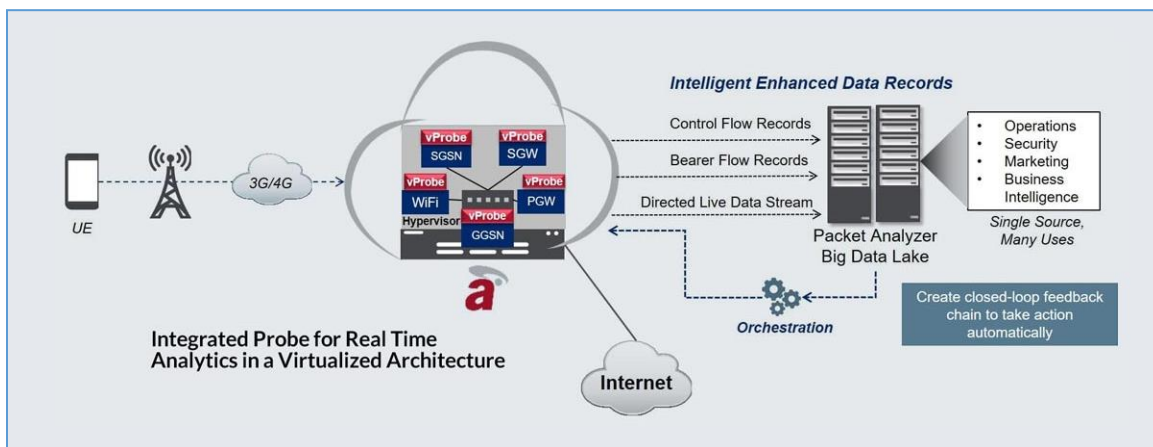 Intelligent Enhanced Data Records
Control Flow Records
Bearer Flow Records
Directed Live Data Stream
UE
3G/4G
vProbe
SGSN
vProbe
SGW
vProbe
WiFi
vProbe
PGW
Hypervisor
vProbe
GGSN
a
Packet Analyzer
Big Data Lake
• Operations
• Security
• Marketing
• Business
Intelligence
Single Source,
Many Uses
Orchestration
Create closed-loop feedback
chain to take action
automatically
Integrated Probe for Real Time
Analytics in a Virtualized Architecture
Internet